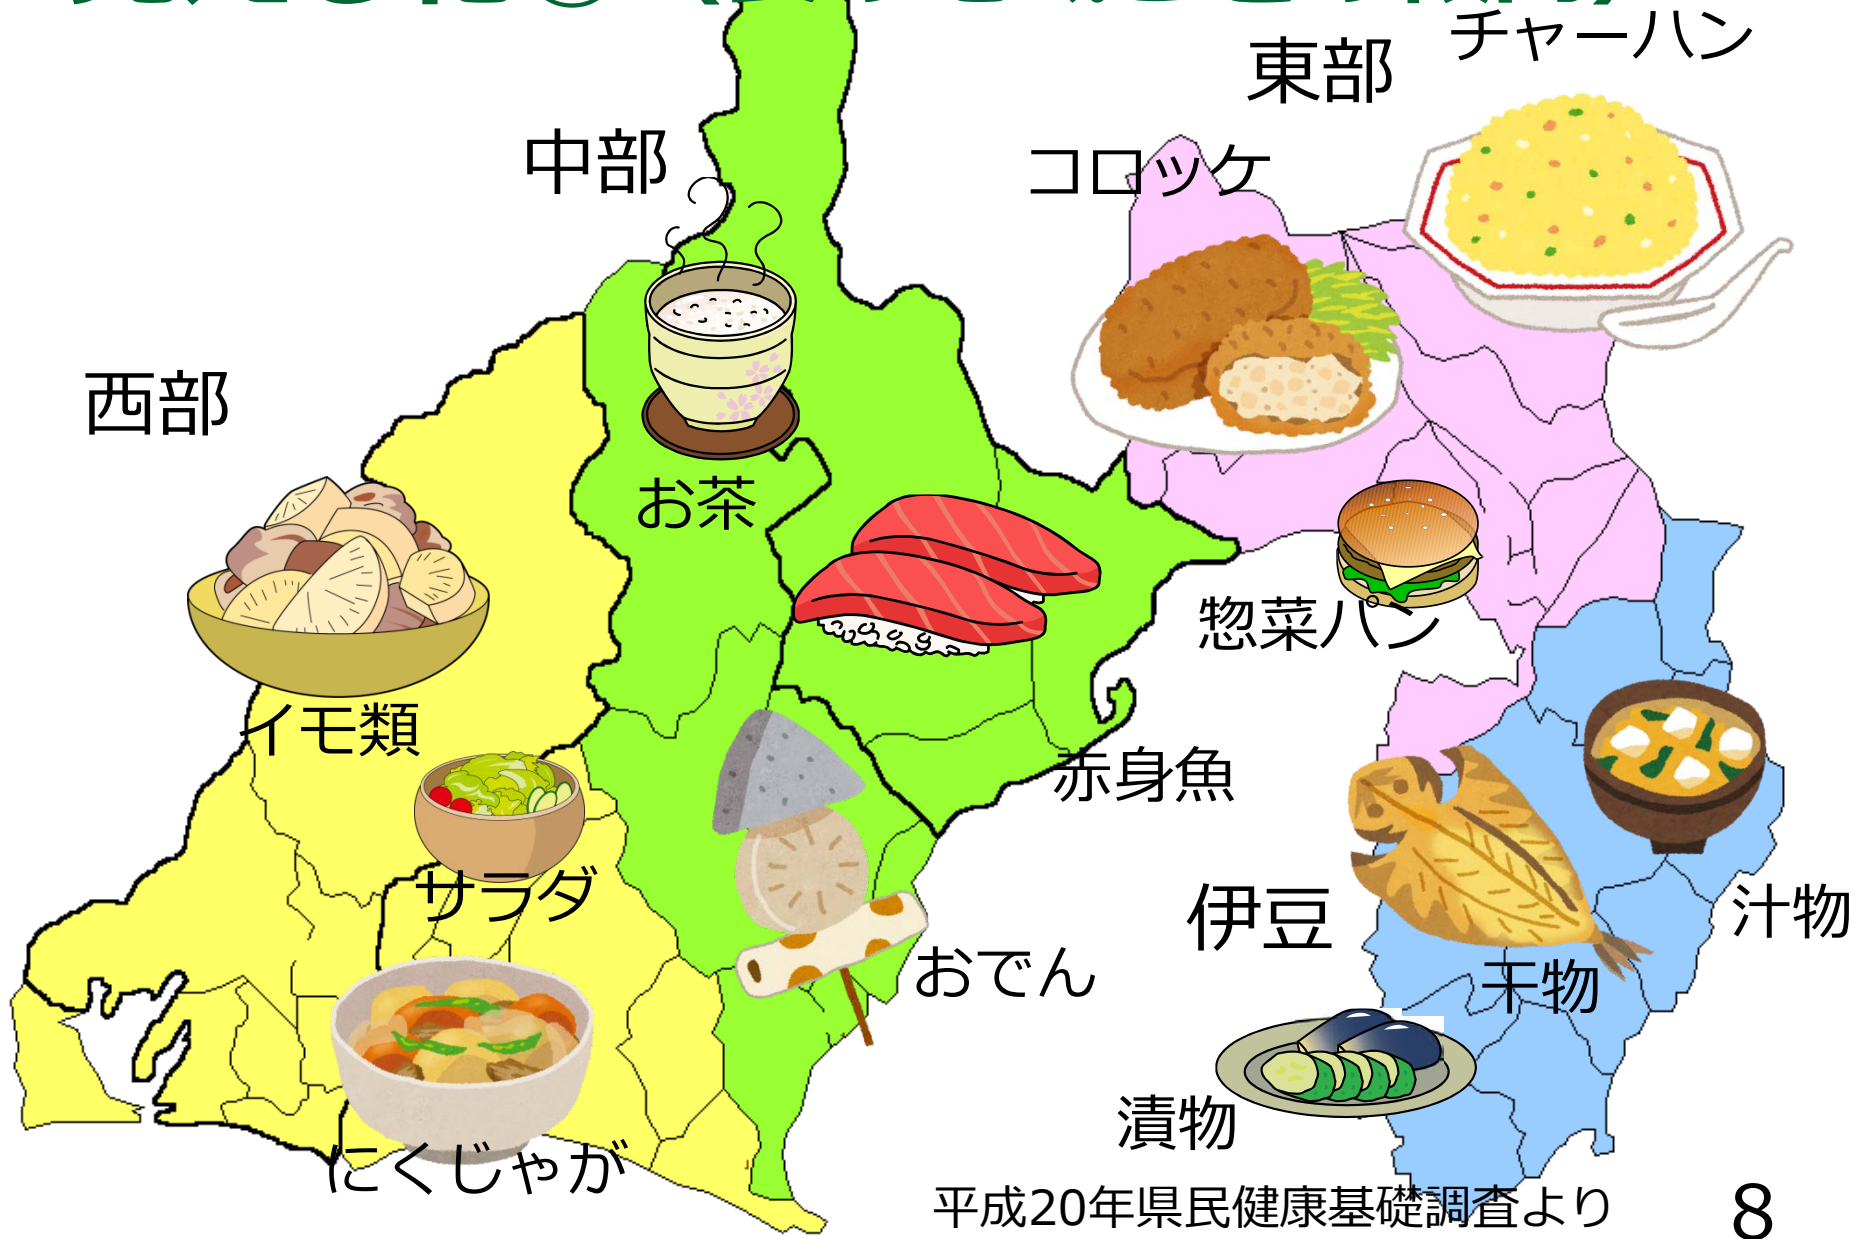 東部
チャーハン
コロッケ
中部
お茶
西部
イモ類
サラダ
にくじゃが
赤身魚
おでん
惣菜パン
伊豆
汁物
干物
漬物
平成20年県民健康基礎調査より
8